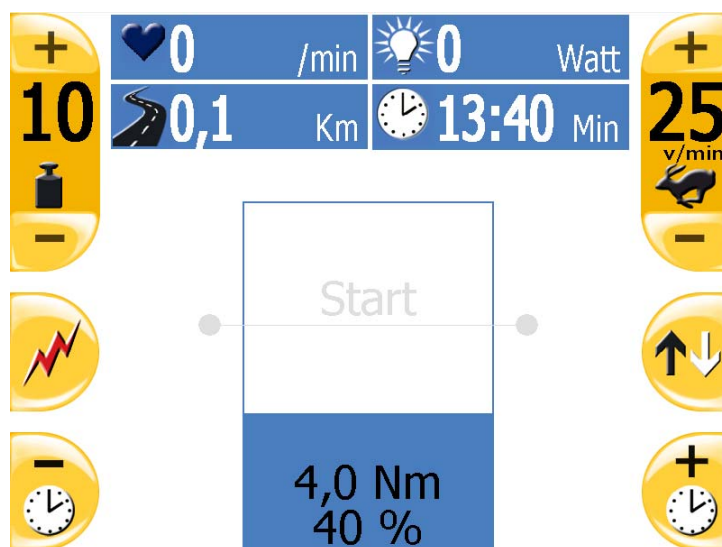 +
0 /min
0 Watt
+
10
0,1 Km
13:40 Min
25
v/min
-
-
Start
-
+
4,0 Nm
40 %